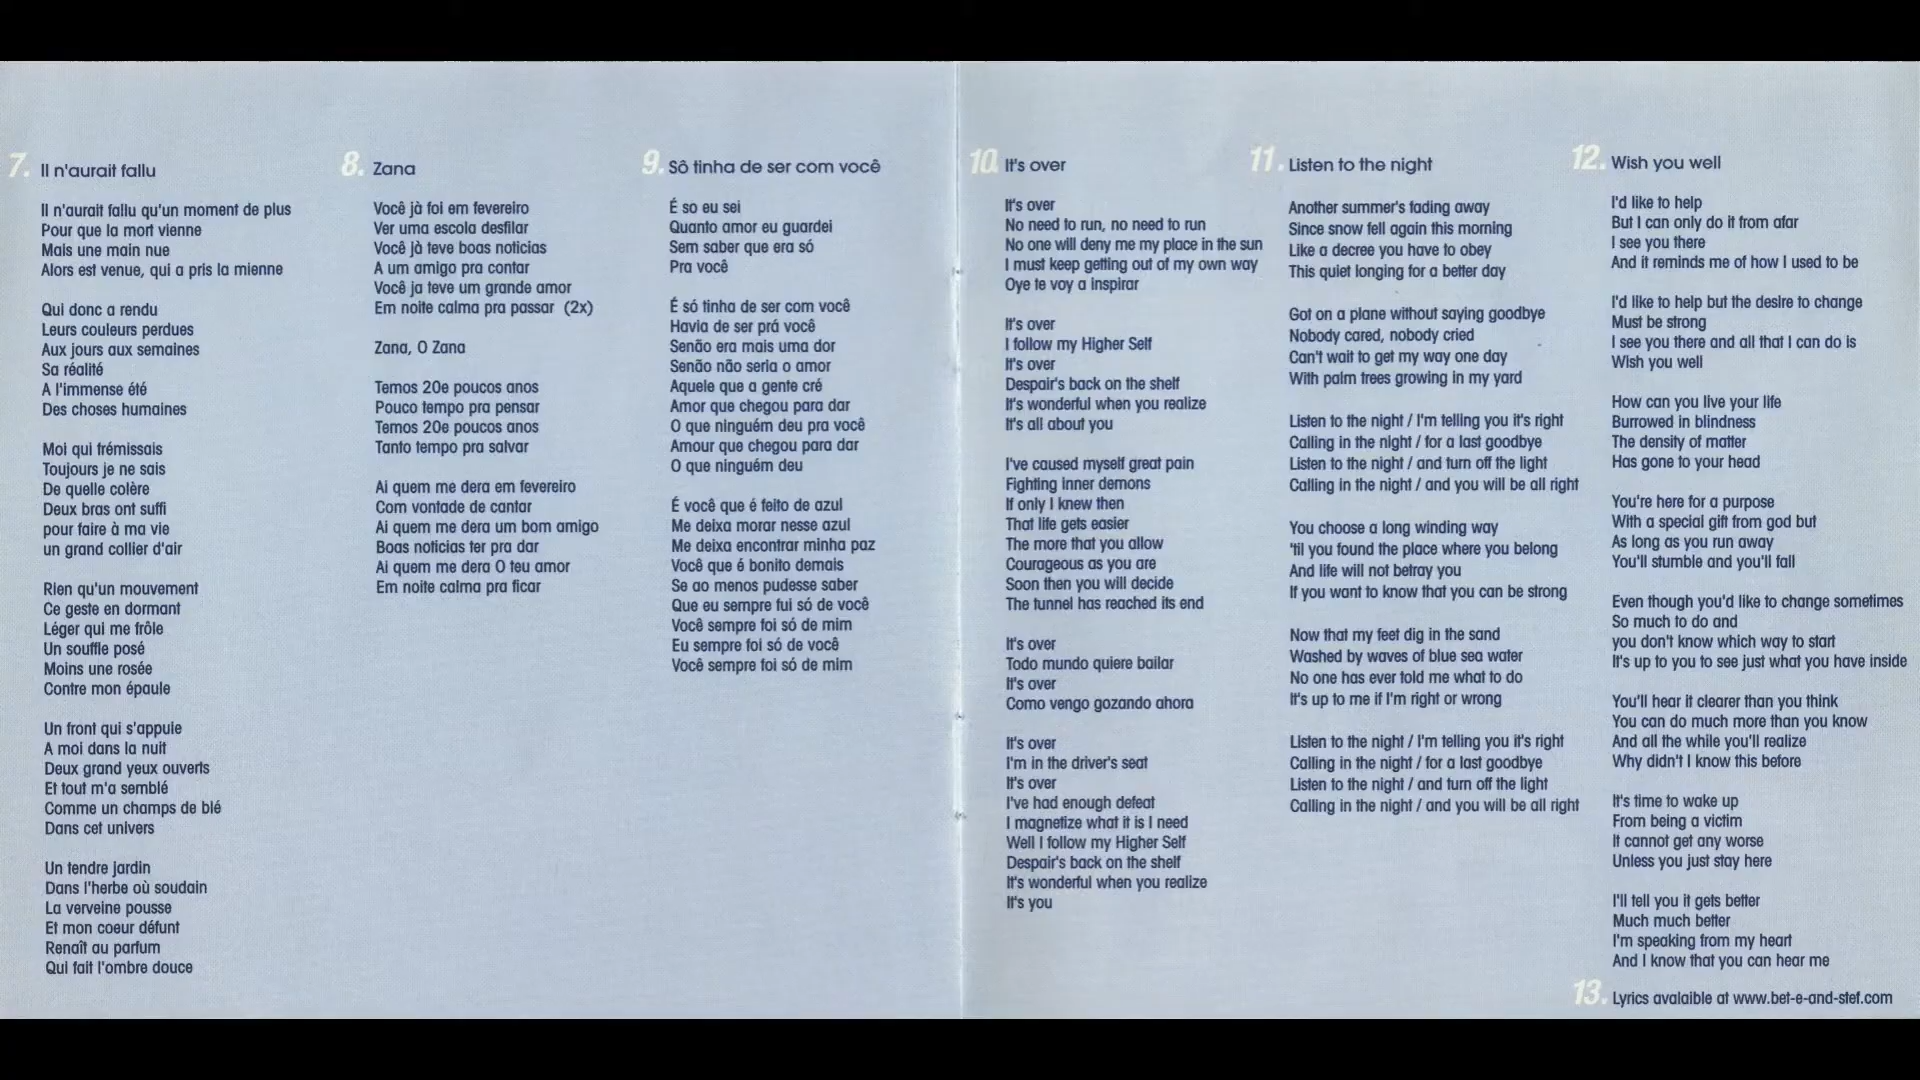 7. Il n'aurait fallu
Il n'aurait fallu qu'un moment de plus
Pour que la mort vienne
Mais une main nue
Alors est venue, qui a pris la mienne
Qui donc a rendu
Leurs couleurs perdues
Aux jours aux semaines
Sa réalité
A l'immense été
Des choses humaines
Moi qui frémissais
Toujours je ne sais
De quelle colère
Deux bras ont suffi
pour faire à ma vie
un grand collier d'air
Rien qu'un mouvement
Ce geste en dormant
Léger qui me frôle
Un souffle posé
Moins une rosée
Contre mon épaule
Un front qui s'appuie
A moi dans la nuit
Deux grand yeux ouverts
Et tout m'a semblé
Comme un champs de blé
Dans cet univers
Un tendre jardin
Dans l'herbe où soudain
La verveine pousse
Et mon coeur défunt
Renaît au parfum
Qui fait l'ombre douce
8. Zana
Você jà foi em fevereiro
Ver uma escola desfilar
Você jà teve boas noticias
A um amigo pra contar
Você ja teve um grande amor
Em noite calma pra passar (2x)
Zana, O Zana
Temos 20e poucos anos
Pouco tempo pra pensar
Temos 20e poucos anos
Tanto tempo pra salvar
Ai quem me dera em fevereiro
Com vontade de cantar
Ai quem me dera um bom amigo
Boas noticias ter pra dar
Ai quem me dera O teu amor
Em noite calma pra ficar
9. Sô tinha de ser com você
É so eu sei
Quanto amor eu guardei
Sem saber que era só
Pra você
É só tinha de ser com você
Havia de ser prá você
Senão era mais uma dor
Senão não seria o amor
Aquele que a gente cré
Amor que chegou para dar
O que ninguém deu pra você
Amour que chegou para dar
O que ninguém deu
É você que é feito de azul
Me deixa morar nesse azul
Me deixa encontrar minha paz
Você que é bonito demais
Se ao menos pudesse saber
Que eu sempre fui só de você
Você sempre foi só de mim
Eu sempre foi só de você
Você sempre foi só de mim
10. It's over
It's over
No need to run, no need to run
No one will deny me my place in the sun
I must keep getting out of my own way
Oye te voy a inspirar
It's over
I follow my Higher Self
It's over
Despair's back on the shelf
It's wonderful when you realize
It's all about you
I've caused myself great pain
Fighting inner demons
If only I knew then
That life gets easier
The more that you allow
Courageous as you are
Soon then you will decide
The tunnel has reached its end
It's over
Todo mundo quiere bailar
It's over
Como vengo gozando ahora
It's over
I'm in the driver's seat
It's over
I've had enough defeat
I magnetize what it is I need
Well I follow my Higher Self
Despair's back on the shelf
It's wonderful when you realize
It's you
11. Listen to the night
Another summer's fading away
Since snow fell again this morning
Like a decree you have to obey
This quiet longing for a better day
Got on a plane without saying goodbye
Nobody cared, nobody cried
Can't wait to get my way one day
With palm trees growing in my yard
Listen to the night / I'm telling you it's right
Calling in the night / for a last goodbye
Listen to the night / and turn off the light
Calling in the night / and you will be all right
You choose a long winding way
'til you found the place where you belong
And life will not betray you
If you want to know that you can be strong
Now that my feet dig in the sand
Washed by waves of blue sea water
No one has ever told me what to do
It's up to me if I'm right or wrong
Listen to the night / I'm telling you it's right
Calling in the night / for a last goodbye
Listen to the night / and turn off the light
Calling in the night / and you will be all right
12. Wish you well
I'd like to help
But I can only do it from afar
I see you there
And it reminds me of how I used to be
I'd like to help but the desire to change
Must be strong
I see you there and all that I can do is
Wish you well
How can you live your life
Burrowed in blindness
The density of matter
Has gone to your head
You're here for a purpose
With a special gift from god but
As long as you run away
You'll stumble and you'll fall
Even though you'd like to change sometimes
So much to do and
you don't know which way to start
It's up to you to see just what you have inside
You'll hear it clearer than you think
You can do much more than you know
And all the while you'll realize
Why didn't I know this before
It's time to wake up
From being a victim
It cannot get any worse
Unless you just stay here
I'll tell you it gets better
Much much better
I'm speaking from my heart
And I know that you can hear me
13. Lyrics avalaible at www.bet-e-and-stef.com